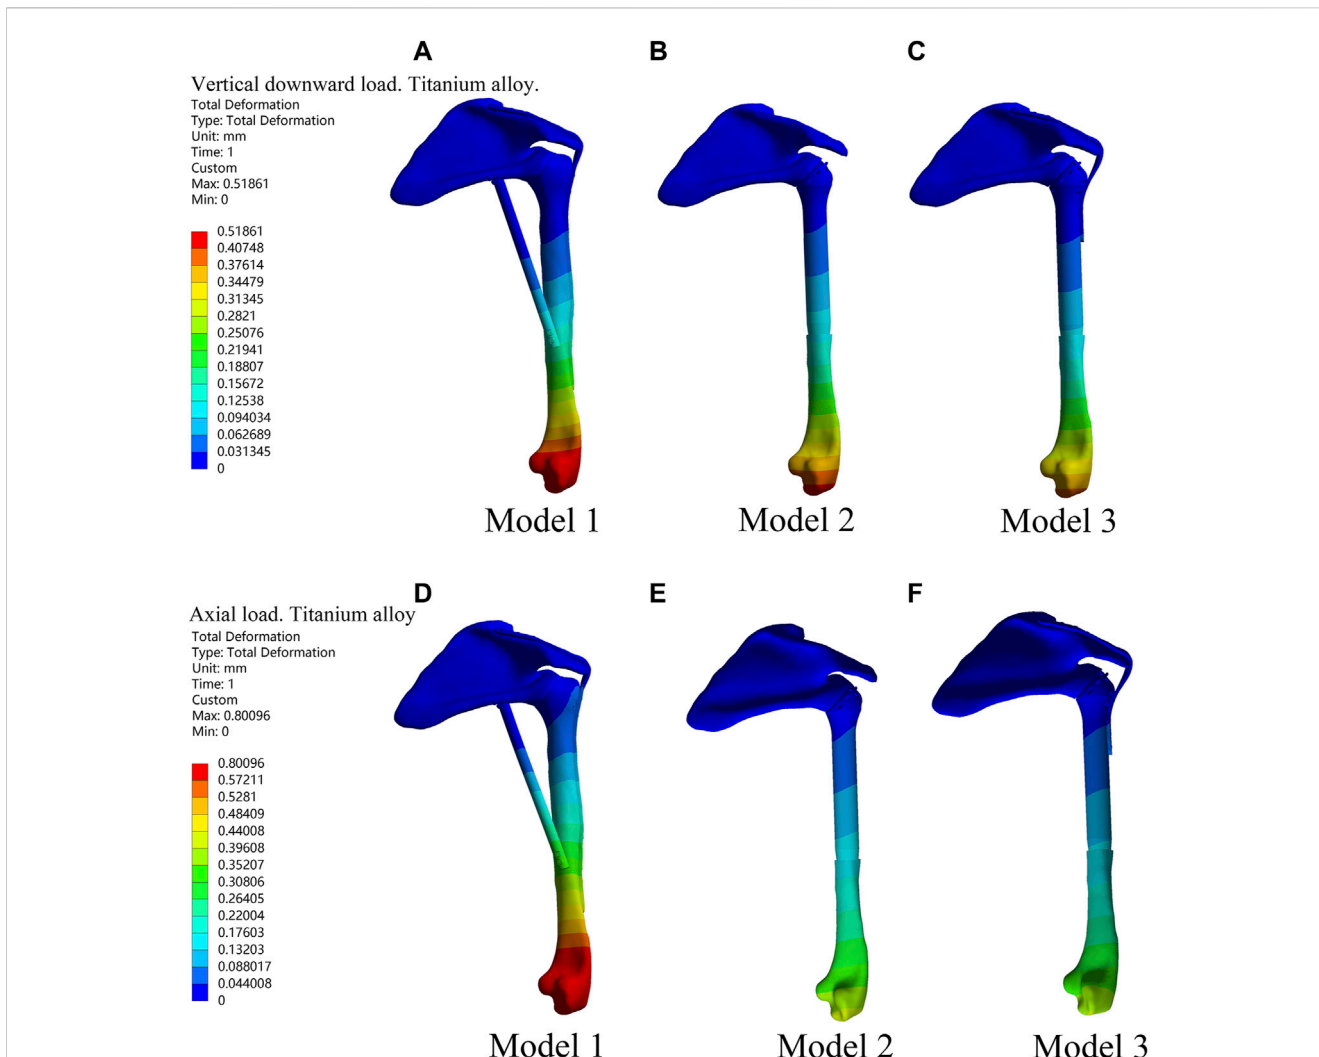 A
B
C
Vertical downward load. Titanium alloy.
Total Deformation
Type: Total Deformation
Unit: mm
Time: 1
Custom
Max: 0.51861
Min: 0
0.51861
0.40748
0.37614
0.34479
0.31345
0.2821
0.25076
0.21941
0.18807
0.15672
0.12538
0.094034
0.062689
0.031345
0
Model 1
Model 2
Model 3
D
E
F
Axial load. Titanium alloy
Total Deformation
Type: Total Deformation
Unit: mm
Time: 1
Custom
Max: 0.80096
Min: 0
0.80096
0.57211
0.5281
0.48409
0.44008
0.39608
0.35207
0.30806
0.26405
0.22004
0.17603
0.13203
0.088017
0.044008
0
Model 1
Model 2
Model 3